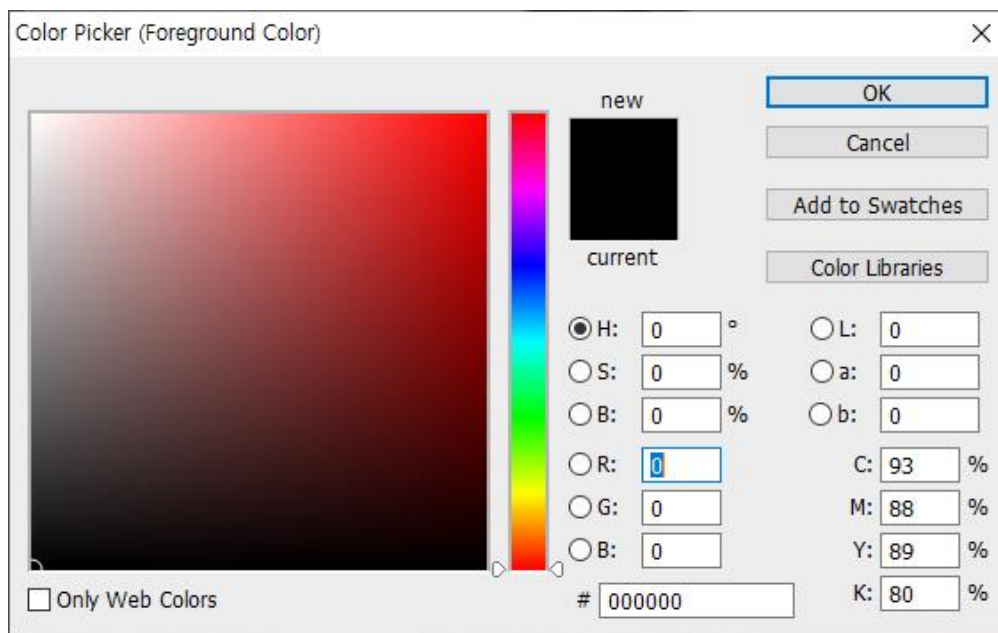 Color Picker (Foreground Color)
new
current
OK
Cancel
Add to Swatches
Color Libraries
H: 0 °
S: 0 %
B: 0 %
R: 0
G: 0
B: 0
# 000000
L: 0
a: 0
b: 0
C: 93 %
M: 88 %
Y: 89 %
K: 80 %
Only Web Colors